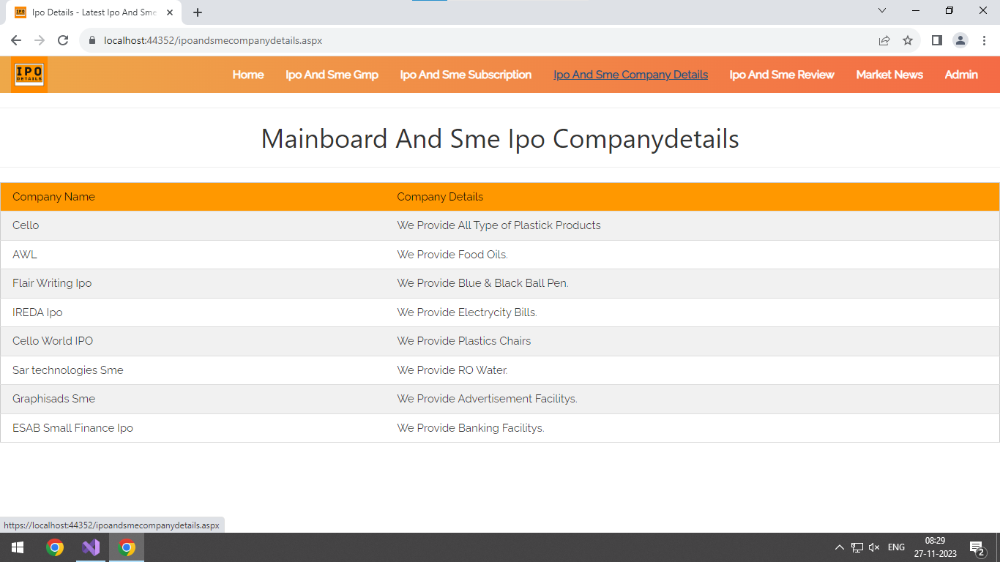 Ipo Details - Latest Ipo And Sme
localhost:44352/ipoandsmecompanydetails.aspx
IPO
DETAILS
Home Ipo And Sme Gmp Ipo And Sme Subscription Ipo And Sme Company Details Ipo And Sme Review Market News Admin
Mainboard And Sme Ipo Companydetails
Company Name Company Details
Cello We Provide All Type of Plastick Products
AWL We Provide Food Oils.
Flair Writing Ipo We Provide Blue & Black Ball Pen.
IREDA Ipo We Provide Electrycity Bills.
Cello World IPO We Provide Plastics Chairs
Sar technologies Sme We Provide RO Water.
Graphisads Sme We Provide Advertisement Facilitys.
ESAB Small Finance Ipo We Provide Banking Facilitys.
https://localhost:44352/ipoandsmecompanydetails.aspx
ENG
08:29
27-11-2023
2